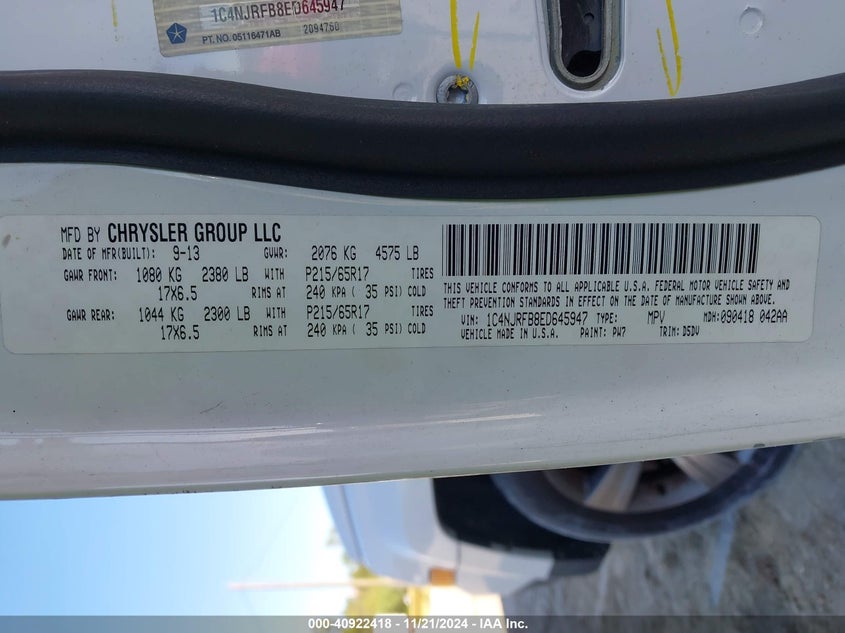 1C4NJRFB8ED645947
PT. NO. 05116471AB 2094760
MFD BY CHRYSLER GROUP LLC
DATE OF MFR(BUILT): 9-13 GVWR: 2076 KG 4575 LB
GAWR FRONT: 1080 KG 2380 LB WITH P215/65R17 TIRES
17X6.5 RIMS AT 240 KPA ( 35 PSI) COLD
GAWR REAR: 1044 KG 2300 LB WITH P215/65R17 TIRES
17X6.5 RIMS AT 240 KPA ( 35 PSI) COLD
THIS VEHICLE CONFORMS TO ALL APPLICABLE U.S.A. FEDERAL MOTOR VEHICLE SAFETY AND
THEFT PREVENTION STANDARDS IN EFFECT ON THE DATE OF MANUFACTURE SHOWN ABOVE.
VIN: 1C4NJRFB8ED645947 TYPE: MPV MDH: 090418 042AA
VEHICLE MADE IN U.S.A. PAINT: PW7 TRIM: D5DV
000-40922418 - 11/21/2024 - IAA Inc.